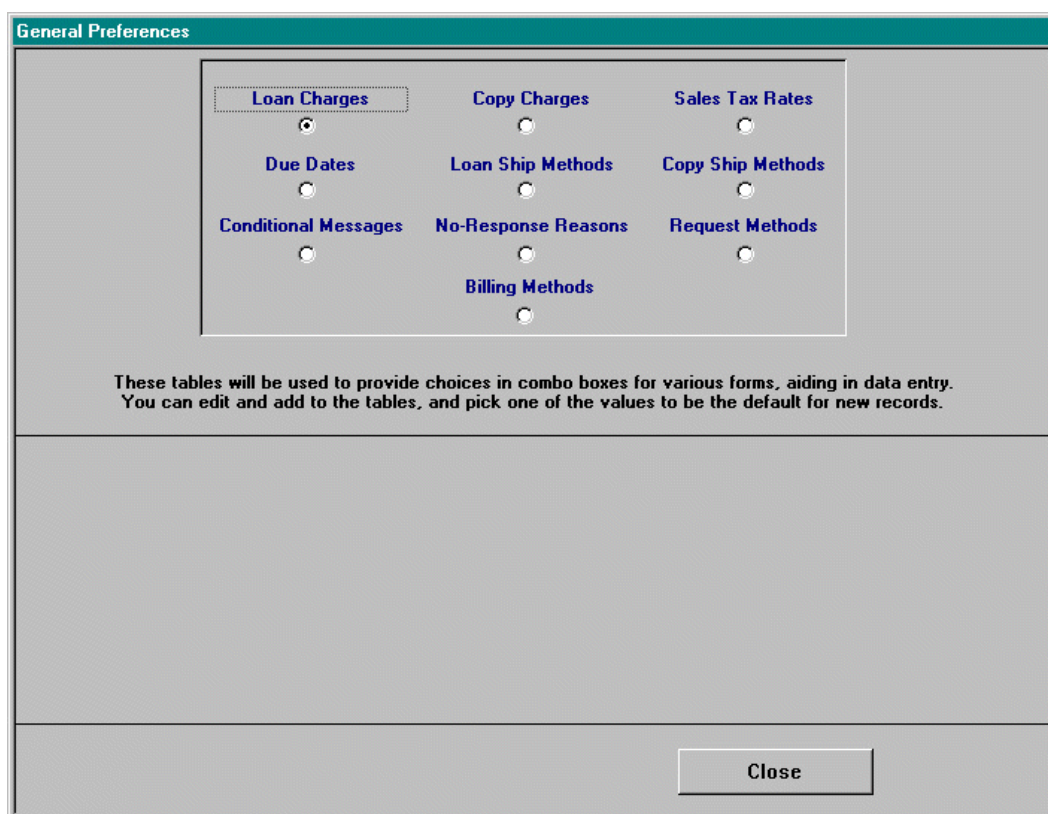 General Preferences
Loan Charges Copy Charges Sales Tax Rates
Due Dates Loan Ship Methods Copy Ship Methods
Conditional Messages No-Response Reasons Request Methods
Billing Methods
These tables will be used to provide choices in combo boxes for various forms, aiding in data entry.
You can edit and add to the tables, and pick one of the values to be the default for new records.
Close